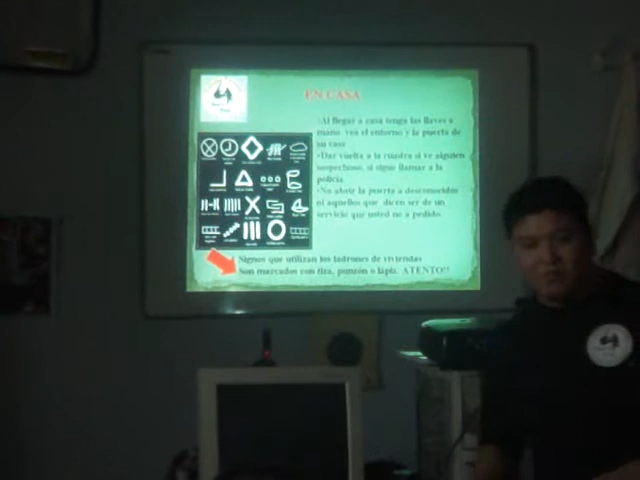 EN CASA
•Al llegar a casa tenga las llaves a
mano, vea el entorno y la puerta de
su casa
•Dar vuelta a la cuadra si ve alguien
sospechoso, si sigue llamar a la
policía
•No abrir la puerta a desconocidos
ni aquellos que dicen ser de un
servicio que usted no a pedido
Signos que utilizan los ladrones de viviendas
Son marcados con tiza, punzón o lápiz. ATENTO!!